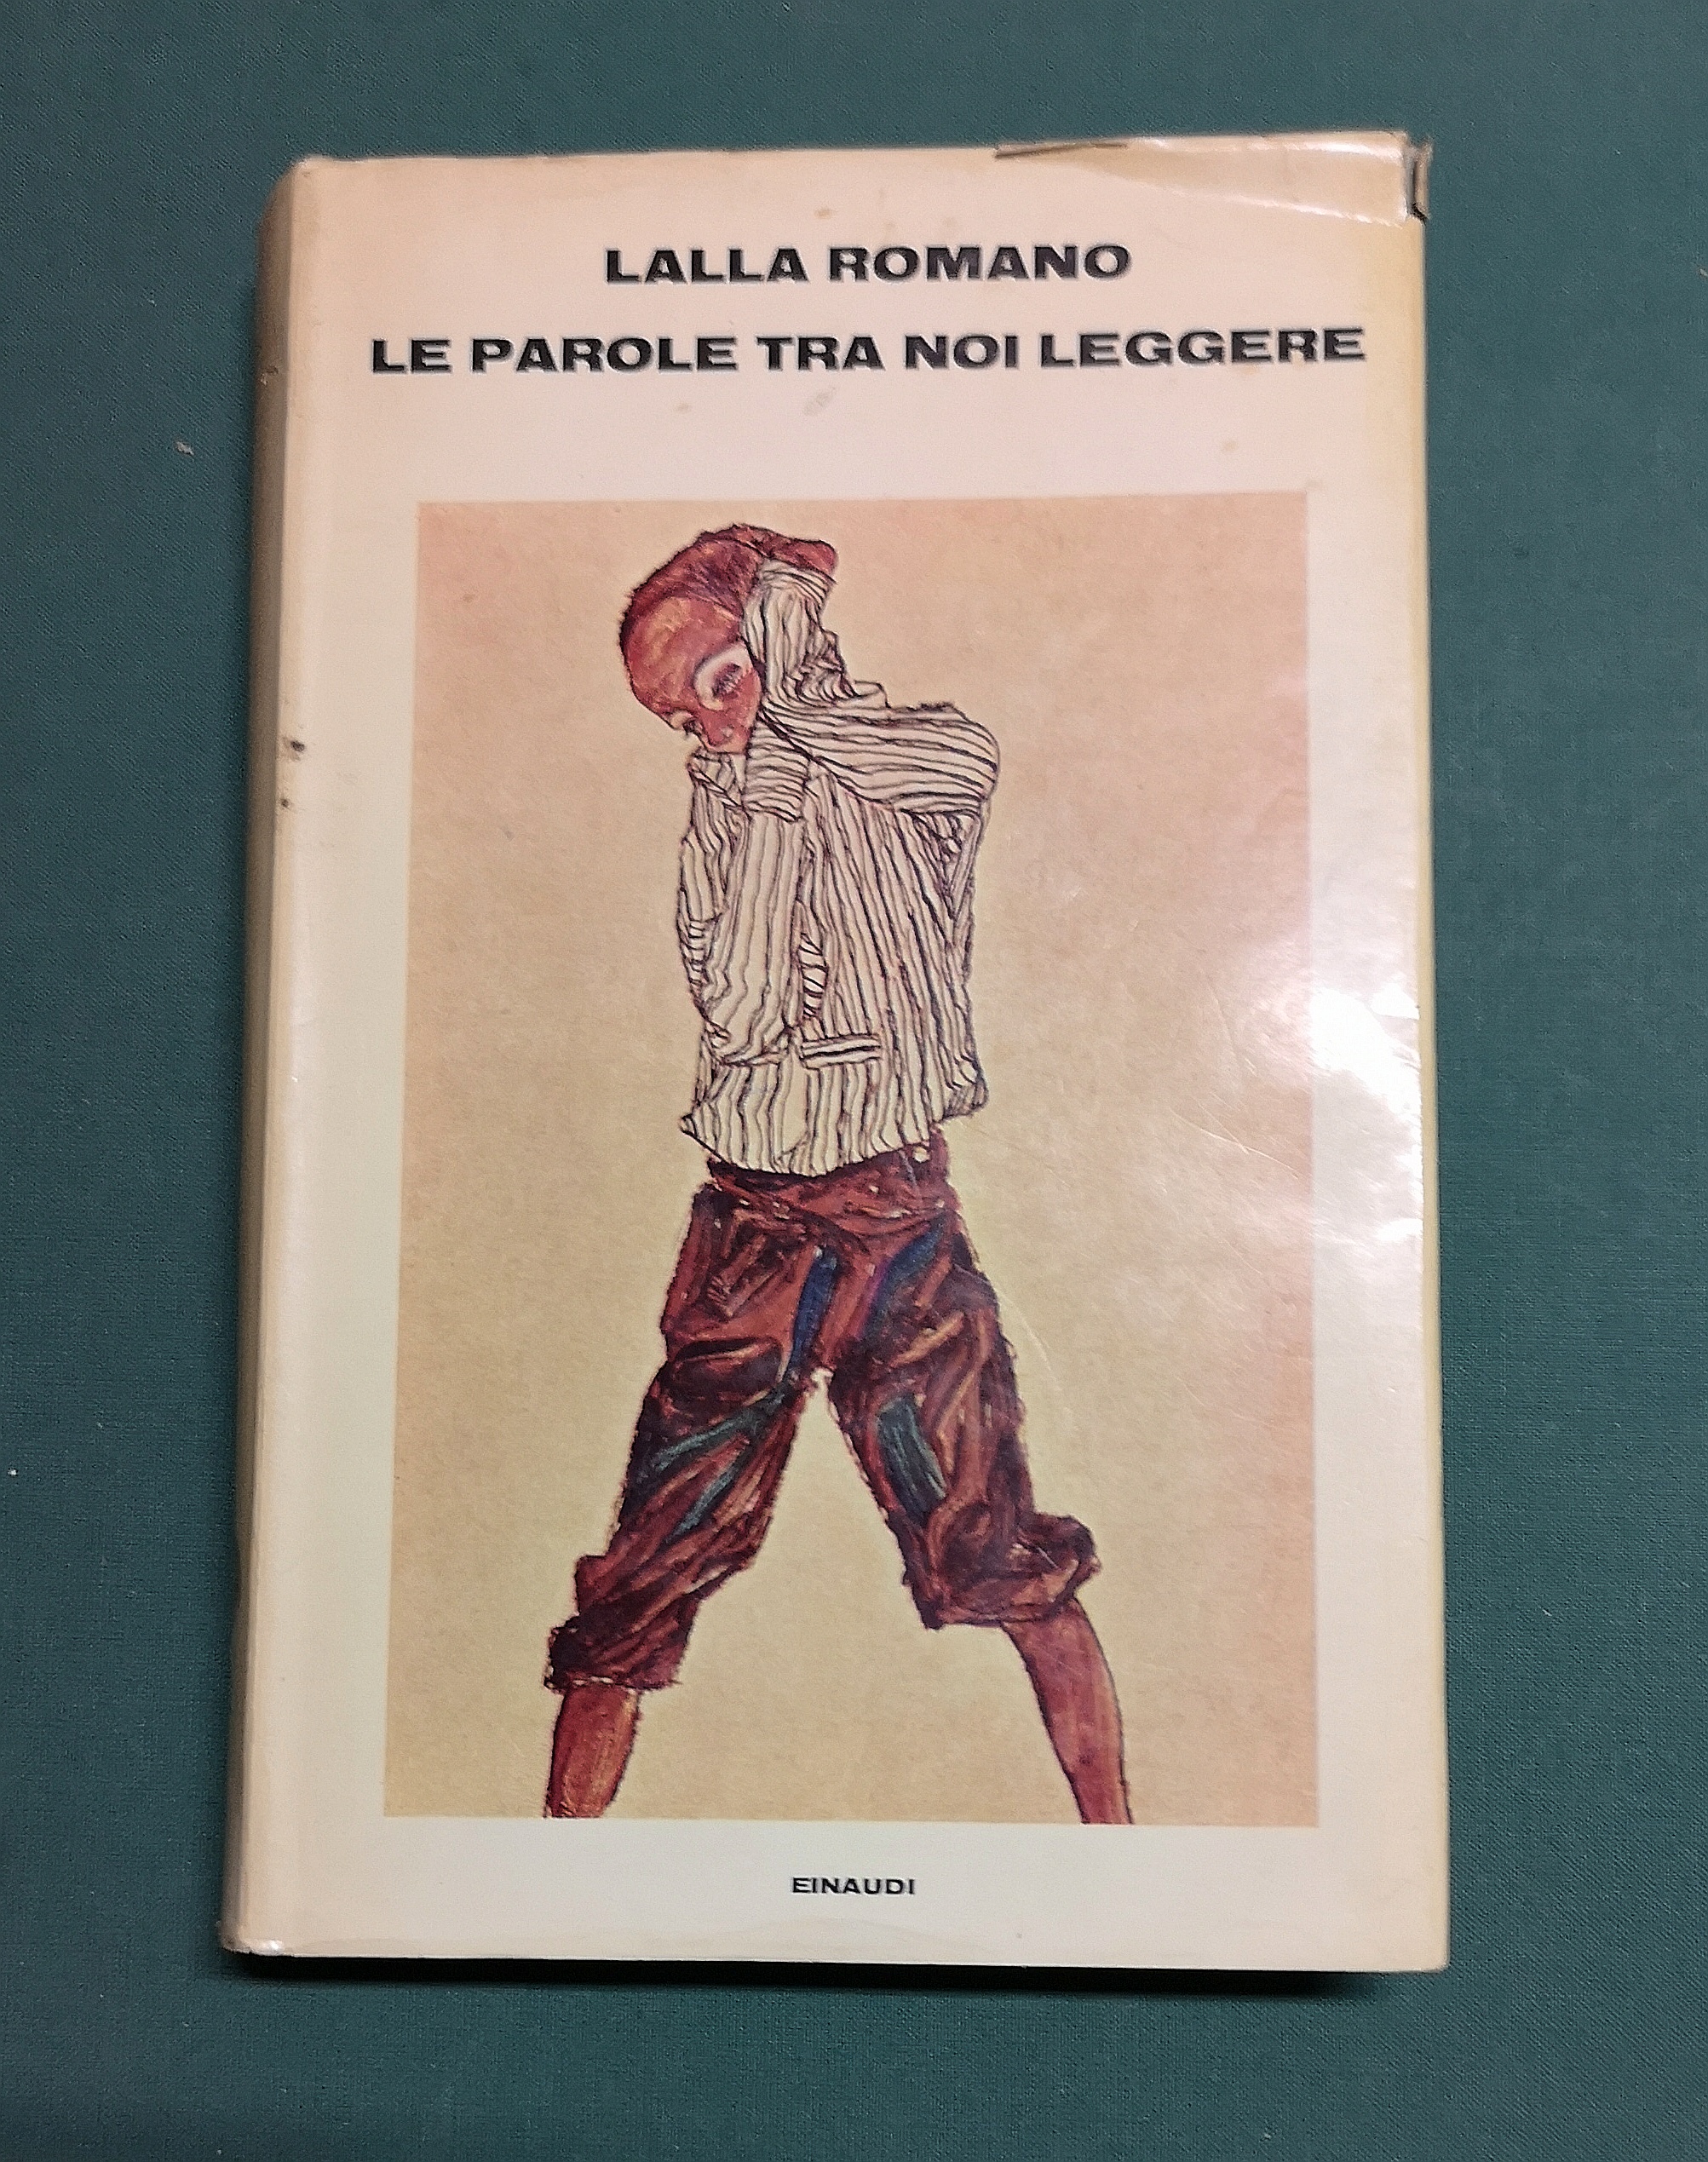 LALLA ROMANO
LE PAROLE TRA NOI LEGGERE
EINAUDI